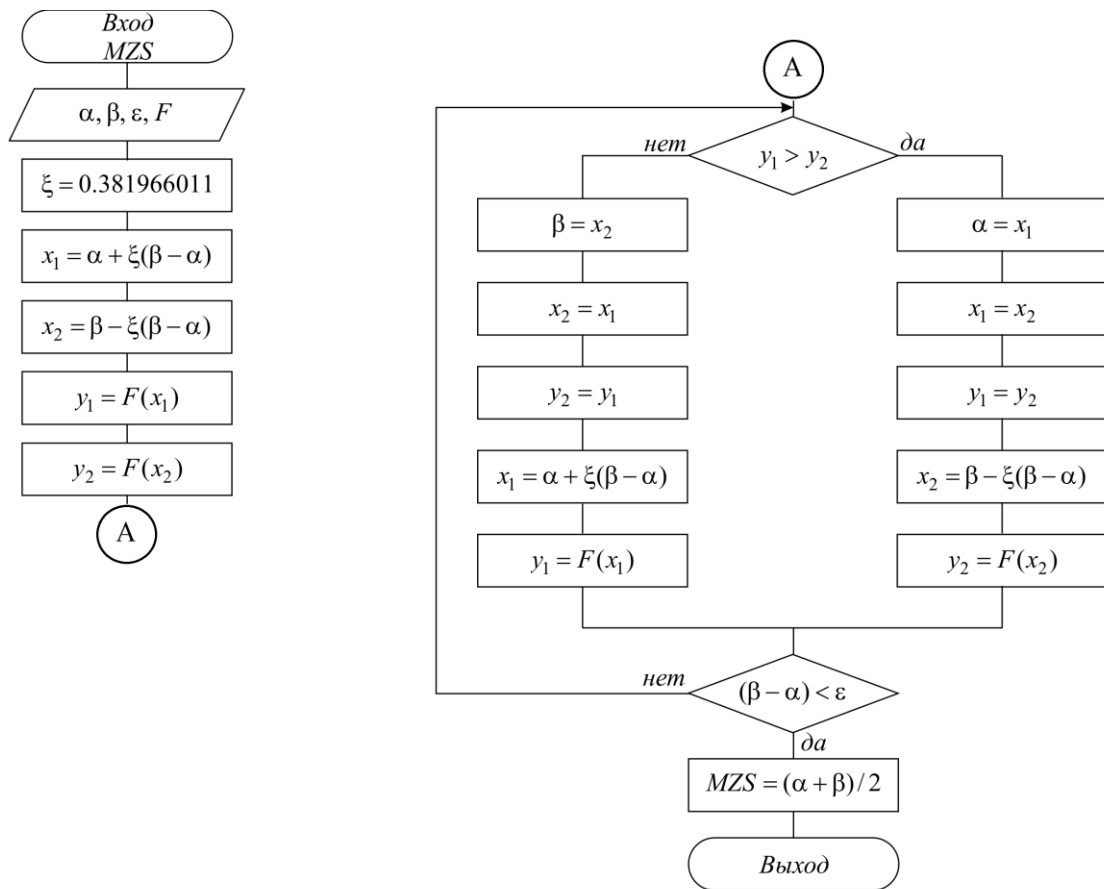 Вход
MZS
α, β, ε, F
ξ = 0.381966011
x₁ = α + ξ(β − α)
x₂ = β − ξ(β − α)
y₁ = F(x₁)
y₂ = F(x₂)
A
A
нет
y₁ > y₂
да
β = x₂
x₂ = x₁
y₂ = y₁
x₁ = α + ξ(β − α)
y₁ = F(x₁)
α = x₁
x₁ = x₂
y₁ = y₂
x₂ = β − ξ(β − α)
y₂ = F(x₂)
нет
(β − α) < ε
да
MZS = (α + β) / 2
Выход